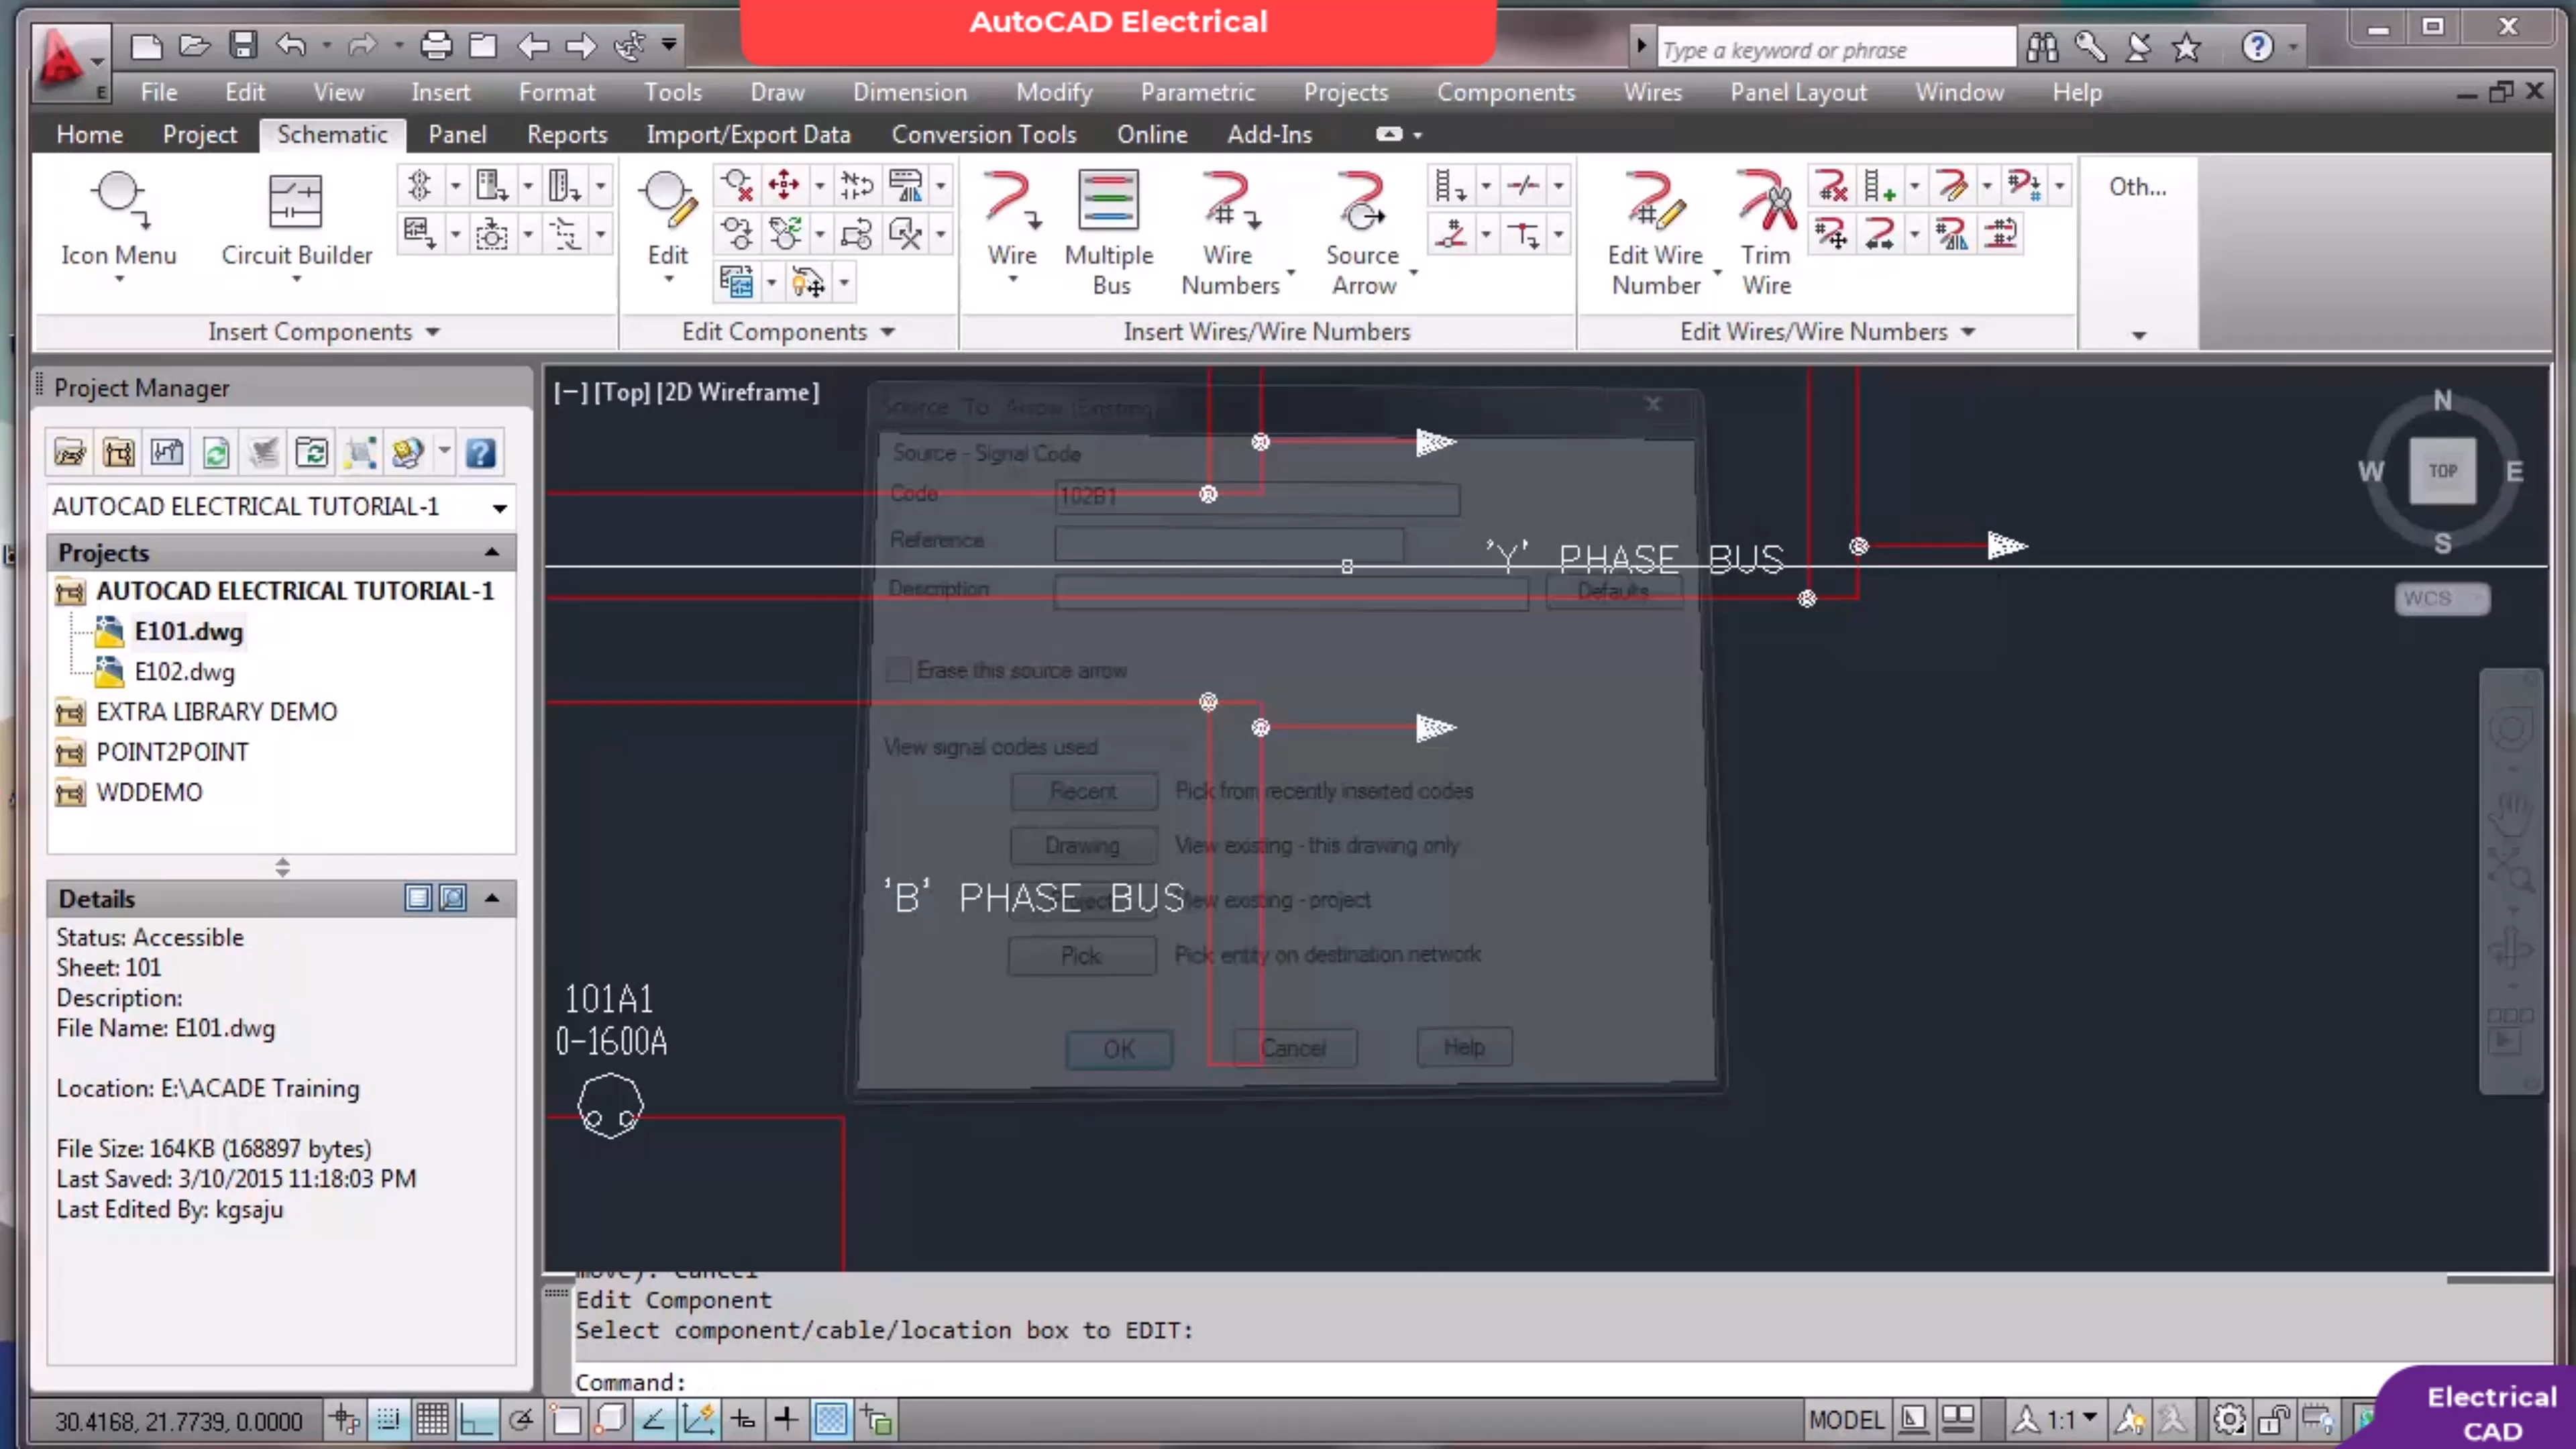 AutoCAD Electrical
Type a keyword or phrase
File Edit View Insert Format Tools Draw Dimension Modify Parametric Projects Components Wires Panel Layout Window Help
Home Project Schematic Panel Reports Import/Export Data Conversion Tools Online Add-Ins
Icon Menu
Circuit Builder
Edit
Wire
Multiple Bus
Wire Numbers
Source Arrow
Edit Wire Number
Trim Wire
Oth...
Insert Components
Edit Components
Insert Wires/Wire Numbers
Edit Wires/Wire Numbers
Project Manager
AUTOCAD ELECTRICAL TUTORIAL-1
Projects
AUTOCAD ELECTRICAL TUTORIAL-1
E101.dwg
E102.dwg
EXTRA LIBRARY DEMO
POINT2POINT
WDDEMO
Details
Status: Accessible
Sheet: 101
Description:
File Name: E101.dwg
Location: E:\ACADE Training
File Size: 164KB (168897 bytes)
Last Saved: 3/10/2015 11:18:03 PM
Last Edited By: kgsaju
[−] [Top] [2D Wireframe]
Source To Arrow (Existing)
Source - Signal Code
Code 102B1
Reference
Description
Defaults
Erase this source arrow
View signal codes used
Recent Pick from recently inserted codes
Drawing View existing - this drawing only
View existing - project
Pick Pick entity on destination network
OK Cancel Help
'Y' PHASE BUS
'B' PHASE BUS
101A1
0-1600A
N
W TOP E
S
WCS
move): Cancel
Edit Component
Select component/cable/location box to EDIT:
Command:
30.4168, 21.7739, 0.0000
MODEL
1:1
Electrical
CAD